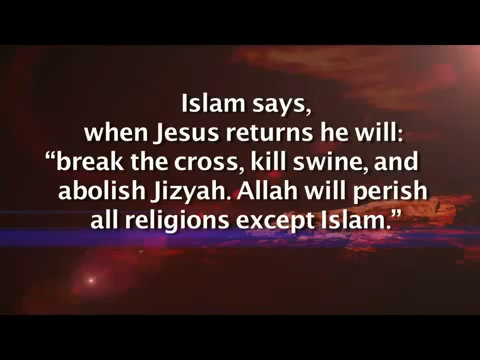 Islam says,
when Jesus returns he will:
“break the cross, kill swine, and
abolish Jizyah. Allah will perish
all religions except Islam.”